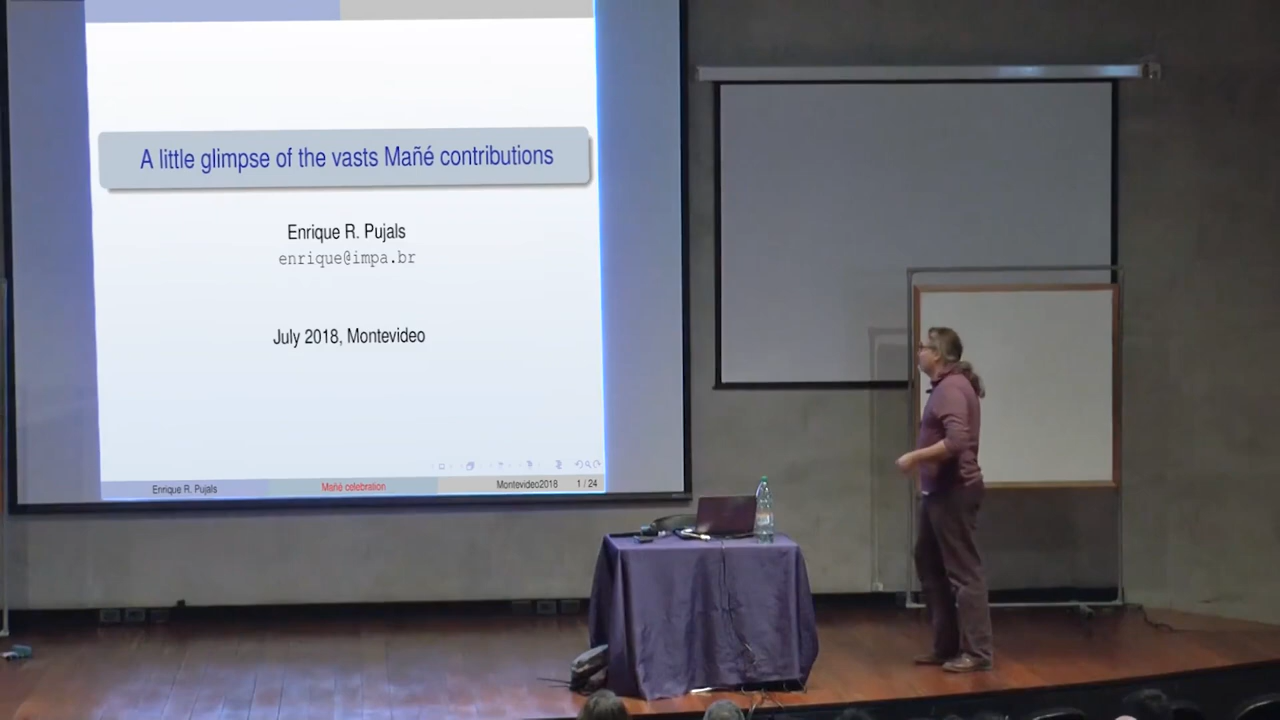 A little glimpse of the vasts Mañé contributions
Enrique R. Pujals
enrique@impa.br
July 2018, Montevideo
Enrique R. Pujals
Mañé celebration
Montevideo2018
1 / 24